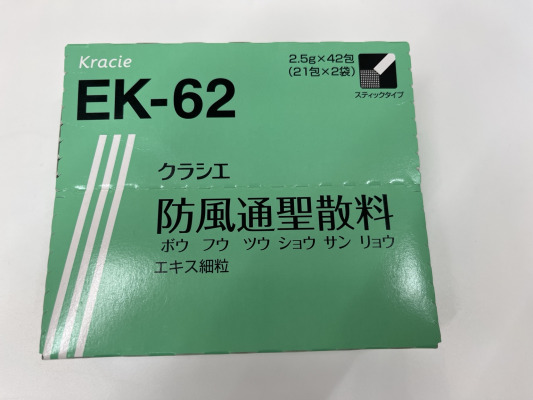 Kracie
2.5g×42包
(21包×2袋)
スティックタイプ
EK-62
クラシエ
防風通聖散料
ボウ フウ ツウ ショウ サン リョウ
エキス細粒